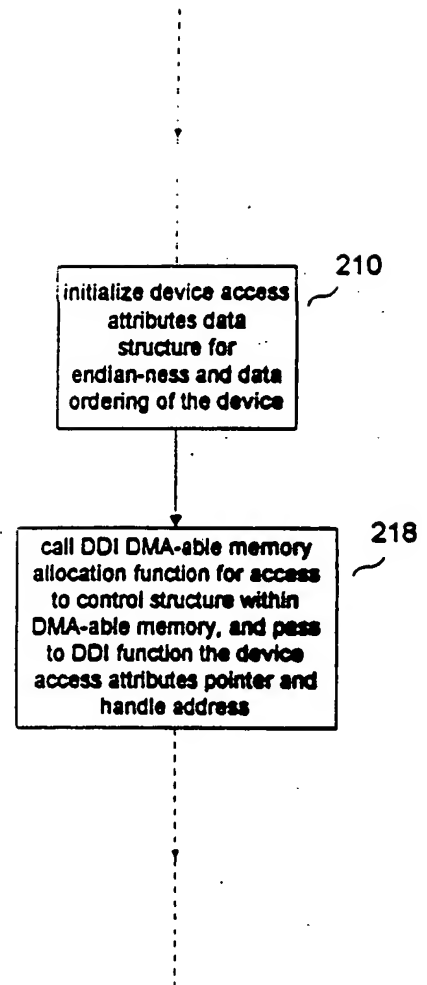 210
initialize device access
attributes data
structure for
endian-ness and data
ordering of the device
218
call DDI DMA-able memory
allocation function for access
to control structure within
DMA-able memory, and pass
to DDI function the device
access attributes pointer and
handle address